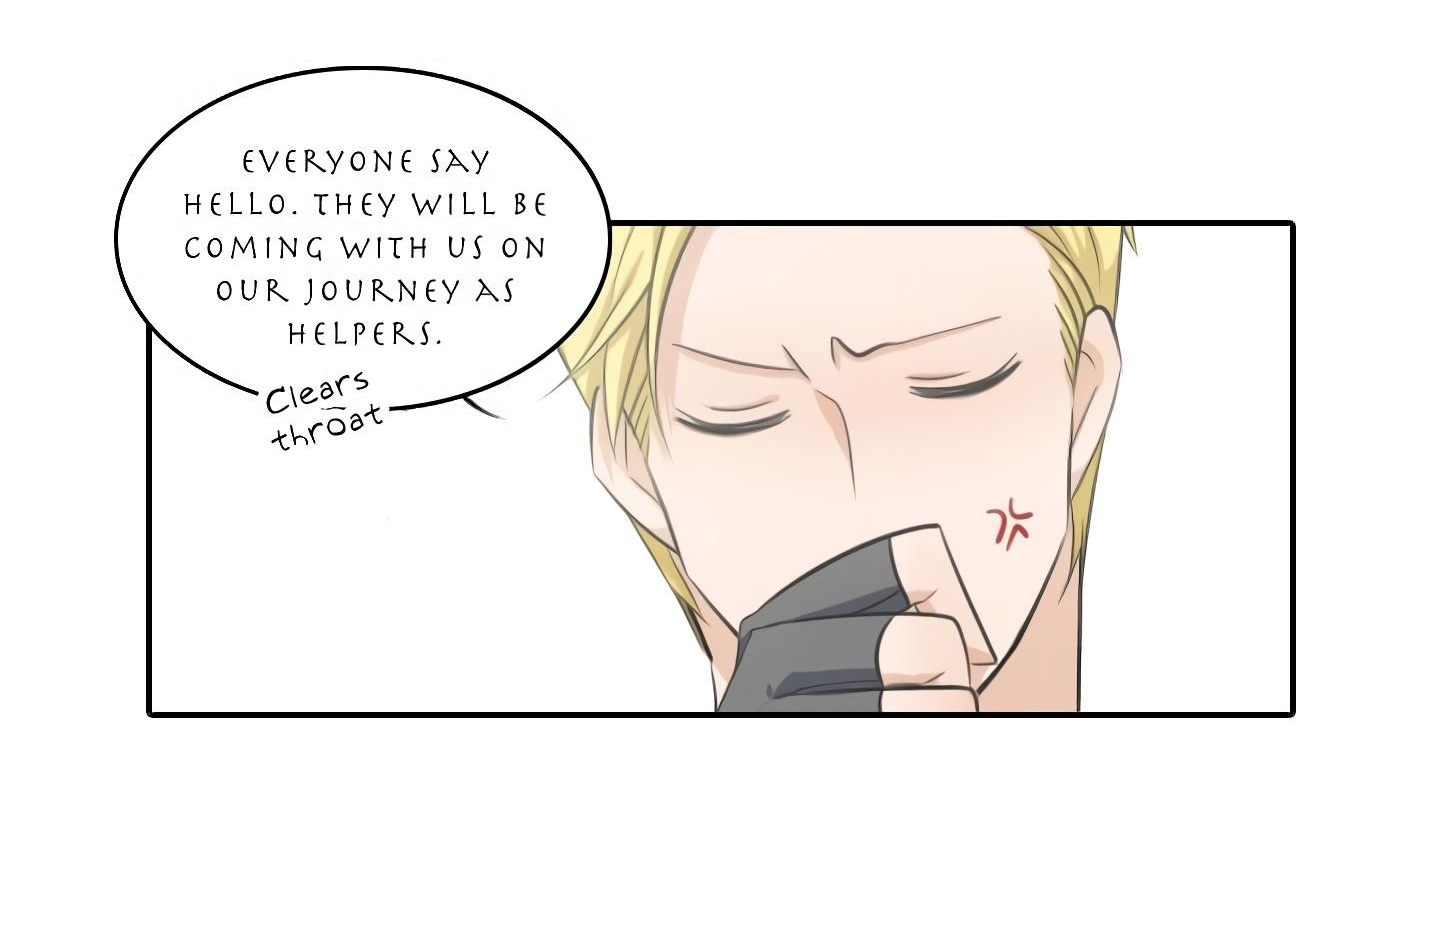 EVERYONE SAY
HELLO. THEY WILL BE
COMING WITH US ON
OUR JOURNEY AS
HELPERS.
Clears
throat